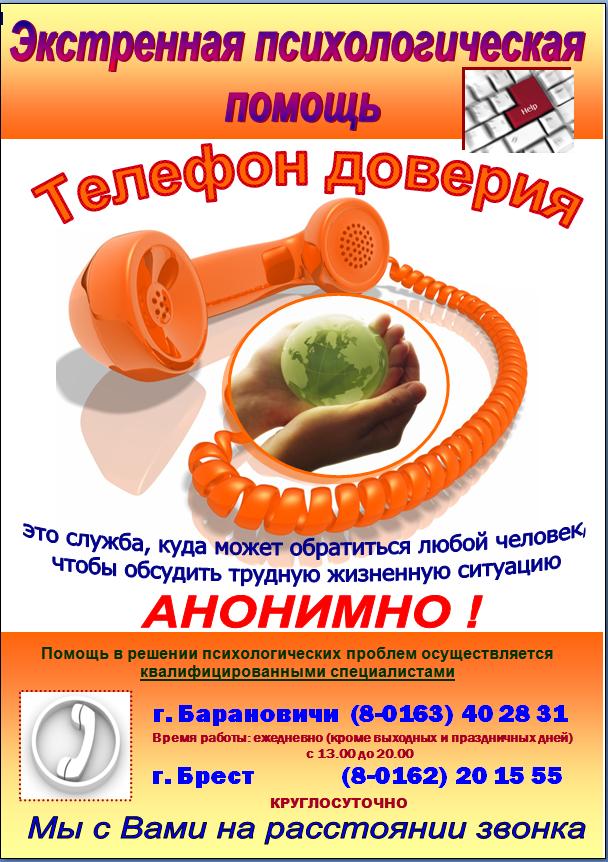 Экстренная психологическая
помощь
Help
Телефон доверия
это служба, куда может обратиться любой человек,
чтобы обсудить трудную жизненную ситуацию
АНОНИМНО !
Помощь в решении психологических проблем осуществляется
квалифицированными специалистами
г. Барановичи (8-0163) 40 28 31
Время работы: ежедневно (кроме выходных и праздничных дней)
с 13.00 до 20.00
г. Брест (8-0162) 20 15 55
КРУГЛОСУТОЧНО
Мы с Вами на расстоянии звонка